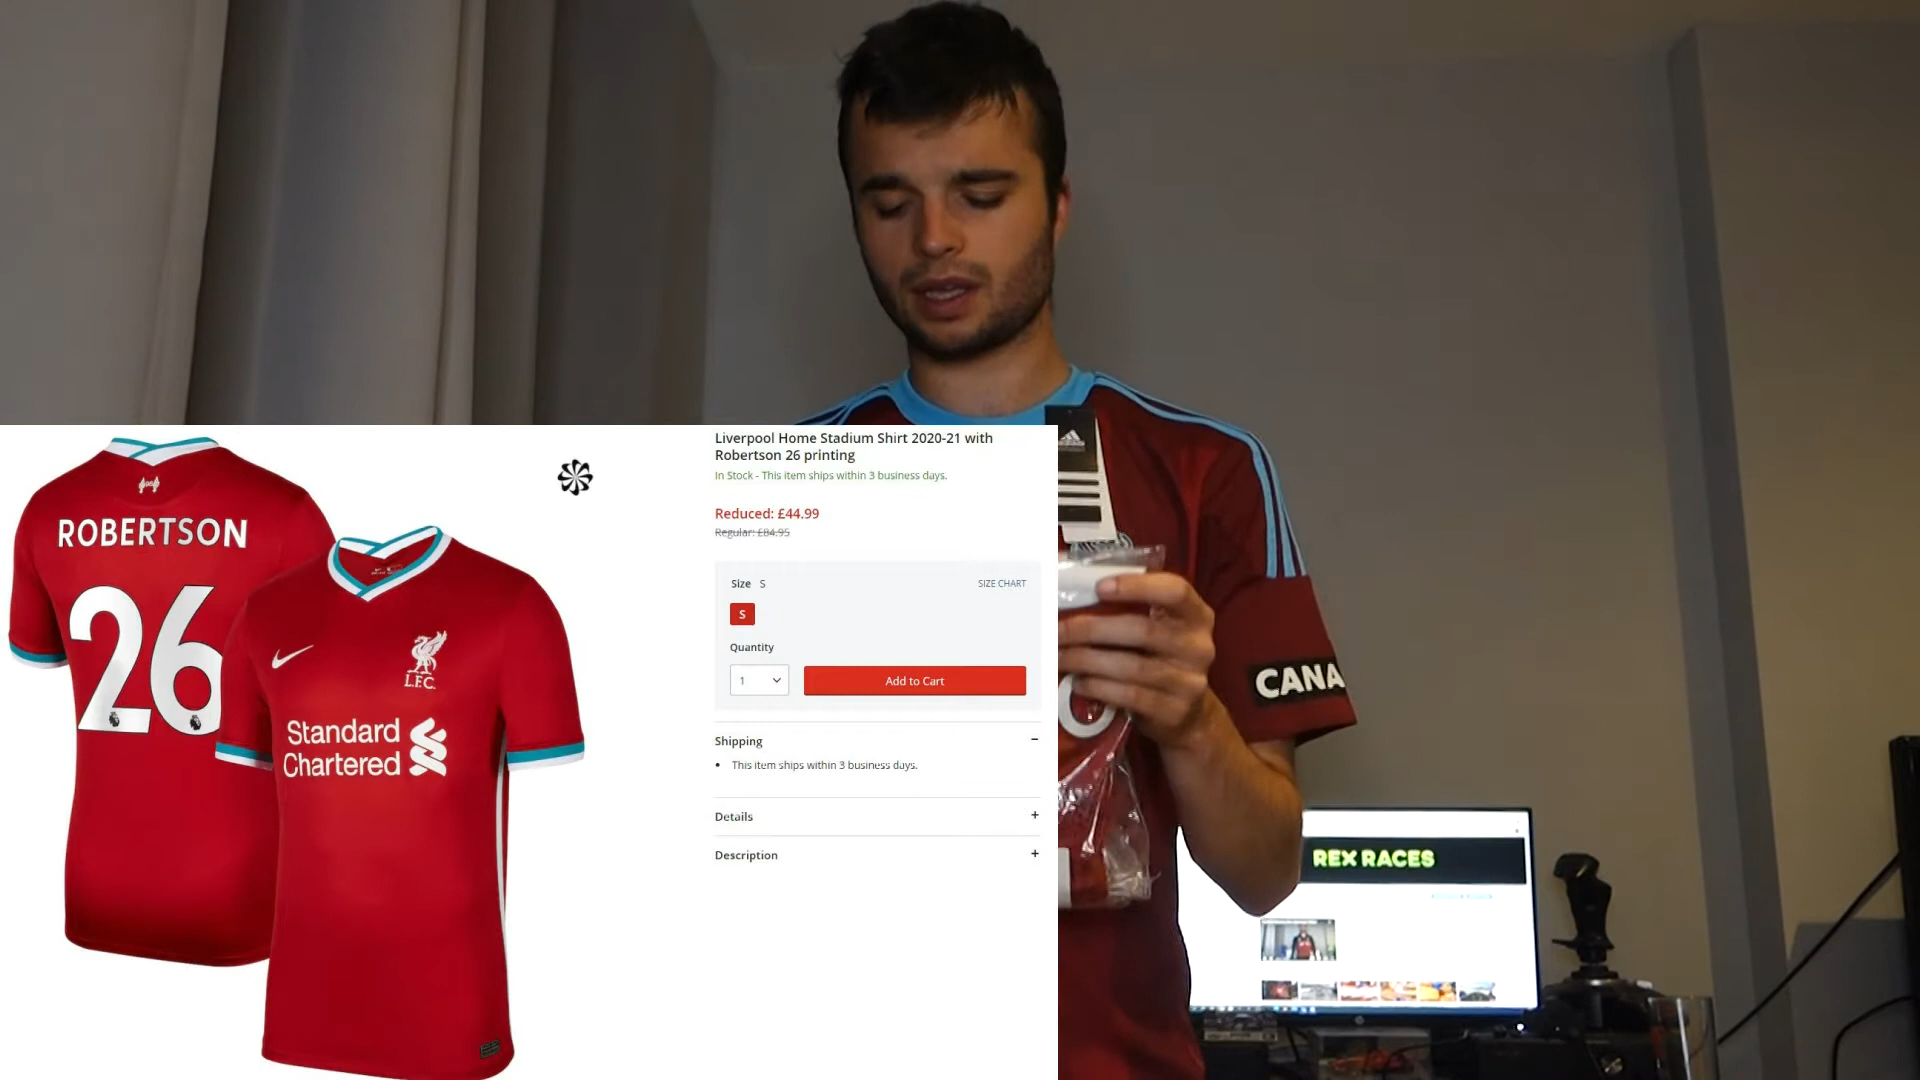 Liverpool Home Stadium Shirt 2020-21 with
Robertson 26 printing
In Stock - This item ships within 3 business days.
Reduced: £44.99
Regular: £84.95
Size S
SIZE CHART
S
Quantity
1
Add to Cart
Shipping
This item ships within 3 business days.
Details
Description
ROBERTSON
26
L.F.C.
Standard
Chartered
CANA
REX RACES